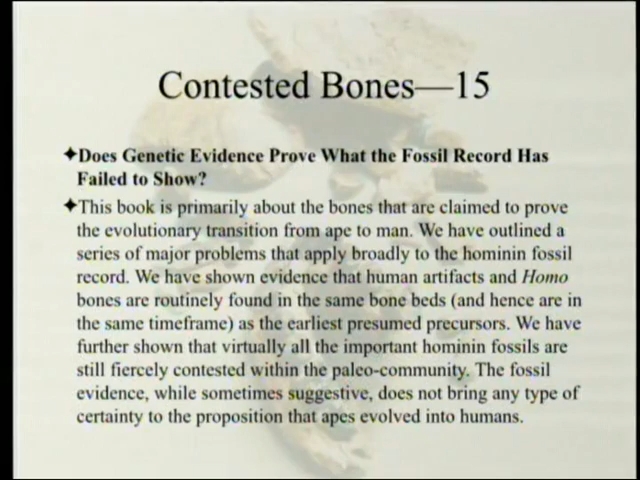 Contested Bones—15
✦Does Genetic Evidence Prove What the Fossil Record Has
Failed to Show?
✦This book is primarily about the bones that are claimed to prove
the evolutionary transition from ape to man. We have outlined a
series of major problems that apply broadly to the hominin fossil
record. We have shown evidence that human artifacts and Homo
bones are routinely found in the same bone beds (and hence are in
the same timeframe) as the earliest presumed precursors. We have
further shown that virtually all the important hominin fossils are
still fiercely contested within the paleo-community. The fossil
evidence, while sometimes suggestive, does not bring any type of
certainty to the proposition that apes evolved into humans.